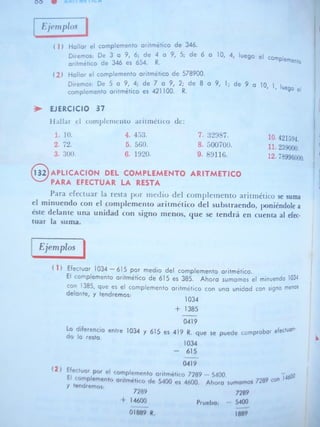 Ejemplos
(1) Hallar el complemento aritmético de 346.
Diremos: De 3 a 9, 6; de 4 a 9, 5; de 6 a 10, 4, luego el complemento
aritmético de 346 es 654. R.
(2) Hallar el complemento aritmético de 578900.
Diremos: De 5 a 9, 4; de 7 a 9, 2; de 8 a 9, 1; de 9 a 10, 1, luego el
complemento aritmético es 421100. R.
EJERCICIO 37
Hallar el complemento aritmético de:
1. 10. 4. 453. 7. 32987. 10. 421594.
2. 72. 5. 560. 8. 500700. 11. 239000.
3. 300. 6. 1920. 9. 89116. 12. 78996000.
132 APLICACION DEL COMPLEMENTO ARITMETICO
PARA EFECTUAR LA RESTA
Para efectuar la resta por medio del complemento aritmético se suma
el minuendo con el complemento aritmético del substraendo, poniéndole a
éste delante una unidad con signo menos, que se tendrá en cuenta al efec-
tuar la suma.
Ejemplos
(1) Efectuar 1034 — 615 por medio del complemento aritmético.
El complemento aritmético de 615 es 385. Ahora sumamos el minuendo 1034
con 1385, que es el complemento aritmético con una unidad con signo menos
delante, y tendremos:
1034
+ 1385
0419
La diferencia entre 1034 y 615 es 419 R. que se puede comprobar efectuan-
do la resta.
1034
— 615
0419
(2) Efectuar por el complemento aritmético 7289 — 5400.
El complemento aritmético de 5400 es 4600. Ahora sumamos 7289 con 14600
y tendremos:
7289 7289
+ 14600 Prueba: — 5400
01889 R. 1889